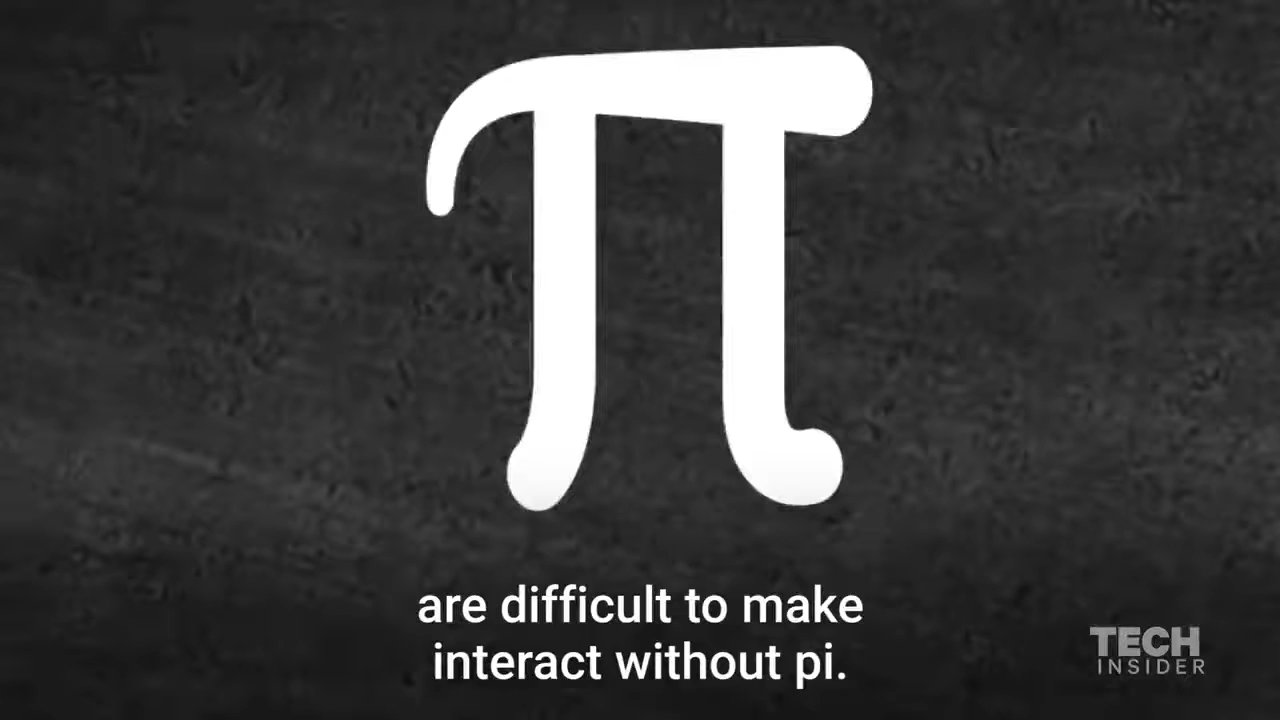 π
are difficult to make
interact without pi.
TECH
INSIDER